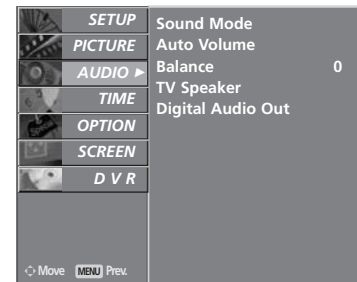 SETUP
PICTURE
AUDIO
TIME
OPTION
SCREEN
D V R
Sound Mode
Auto Volume
Balance 0
TV Speaker
Digital Audio Out
Move MENU Prev.